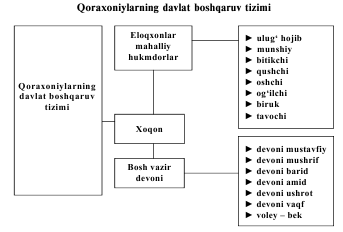 Qoraxoniylarning davlat boshqaruv tizimi
Qoraxoniylarning
davlat boshqaruv
tizimi
Eloqxonlar
mahalliy
hukmdorlar
Xoqon
Bosh vazir
devoni
► ulug‘ hojib
► munshiy
► bitikchi
► qushchi
► oshchi
► og‘ilchi
► biruk
► tavochi
► devoni mustavfiy
► devoni mushrif
► devoni barid
► devoni amid
► devoni ushrot
► devoni vaqf
► voley – bek